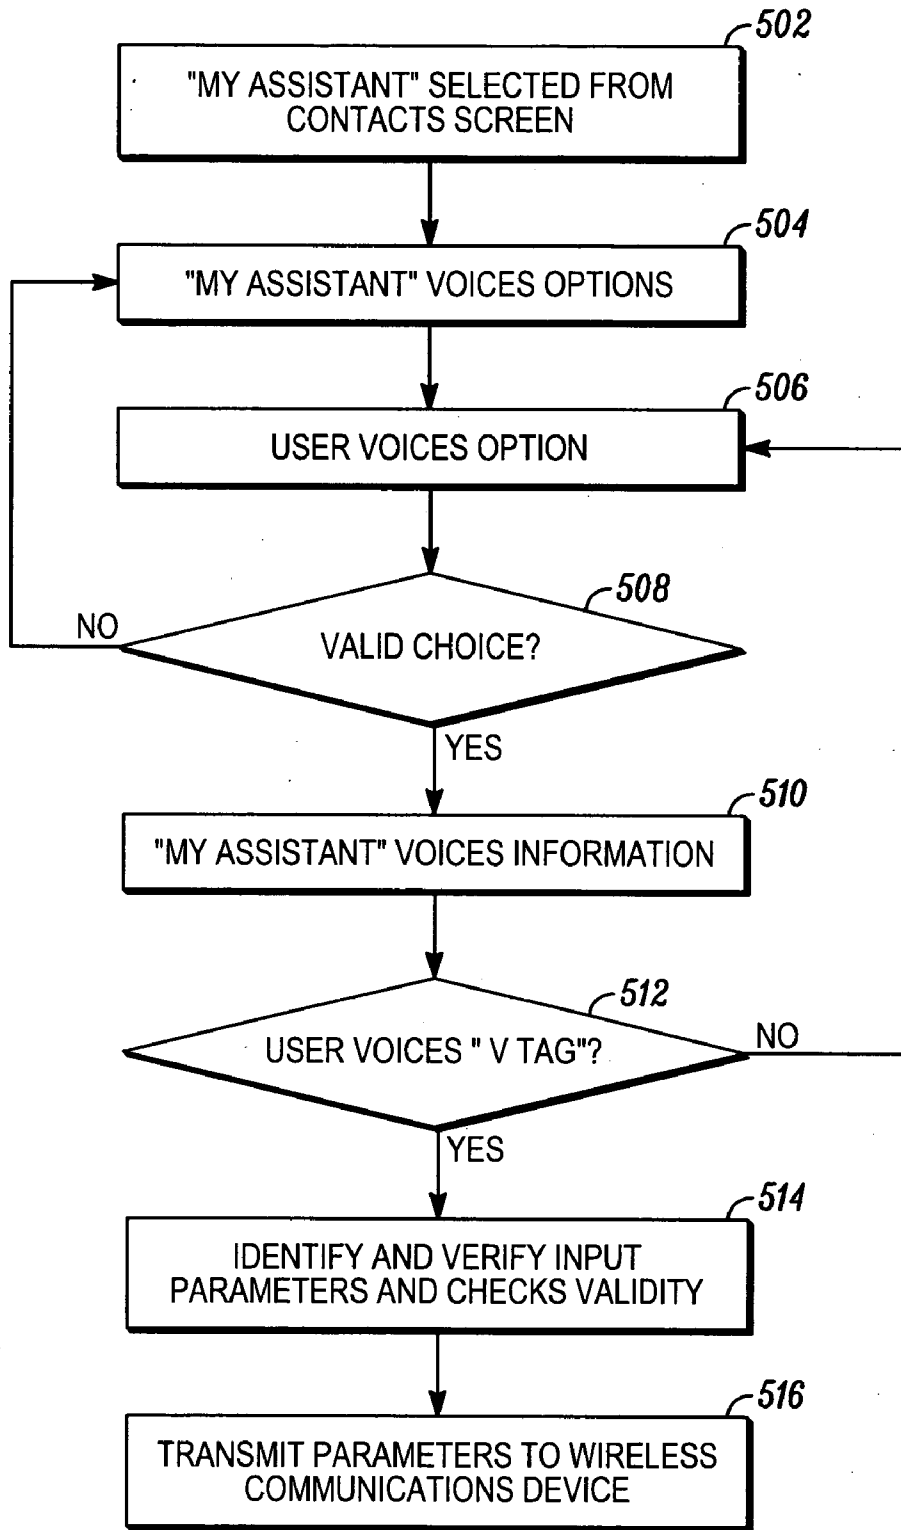 502
"MY ASSISTANT" SELECTED FROM
CONTACTS SCREEN
504
"MY ASSISTANT" VOICES OPTIONS
506
USER VOICES OPTION
508
NO
VALID CHOICE?
YES
510
"MY ASSISTANT" VOICES INFORMATION
512
USER VOICES " V TAG"?
NO
YES
514
IDENTIFY AND VERIFY INPUT
PARAMETERS AND CHECKS VALIDITY
516
TRANSMIT PARAMETERS TO WIRELESS
COMMUNICATIONS DEVICE